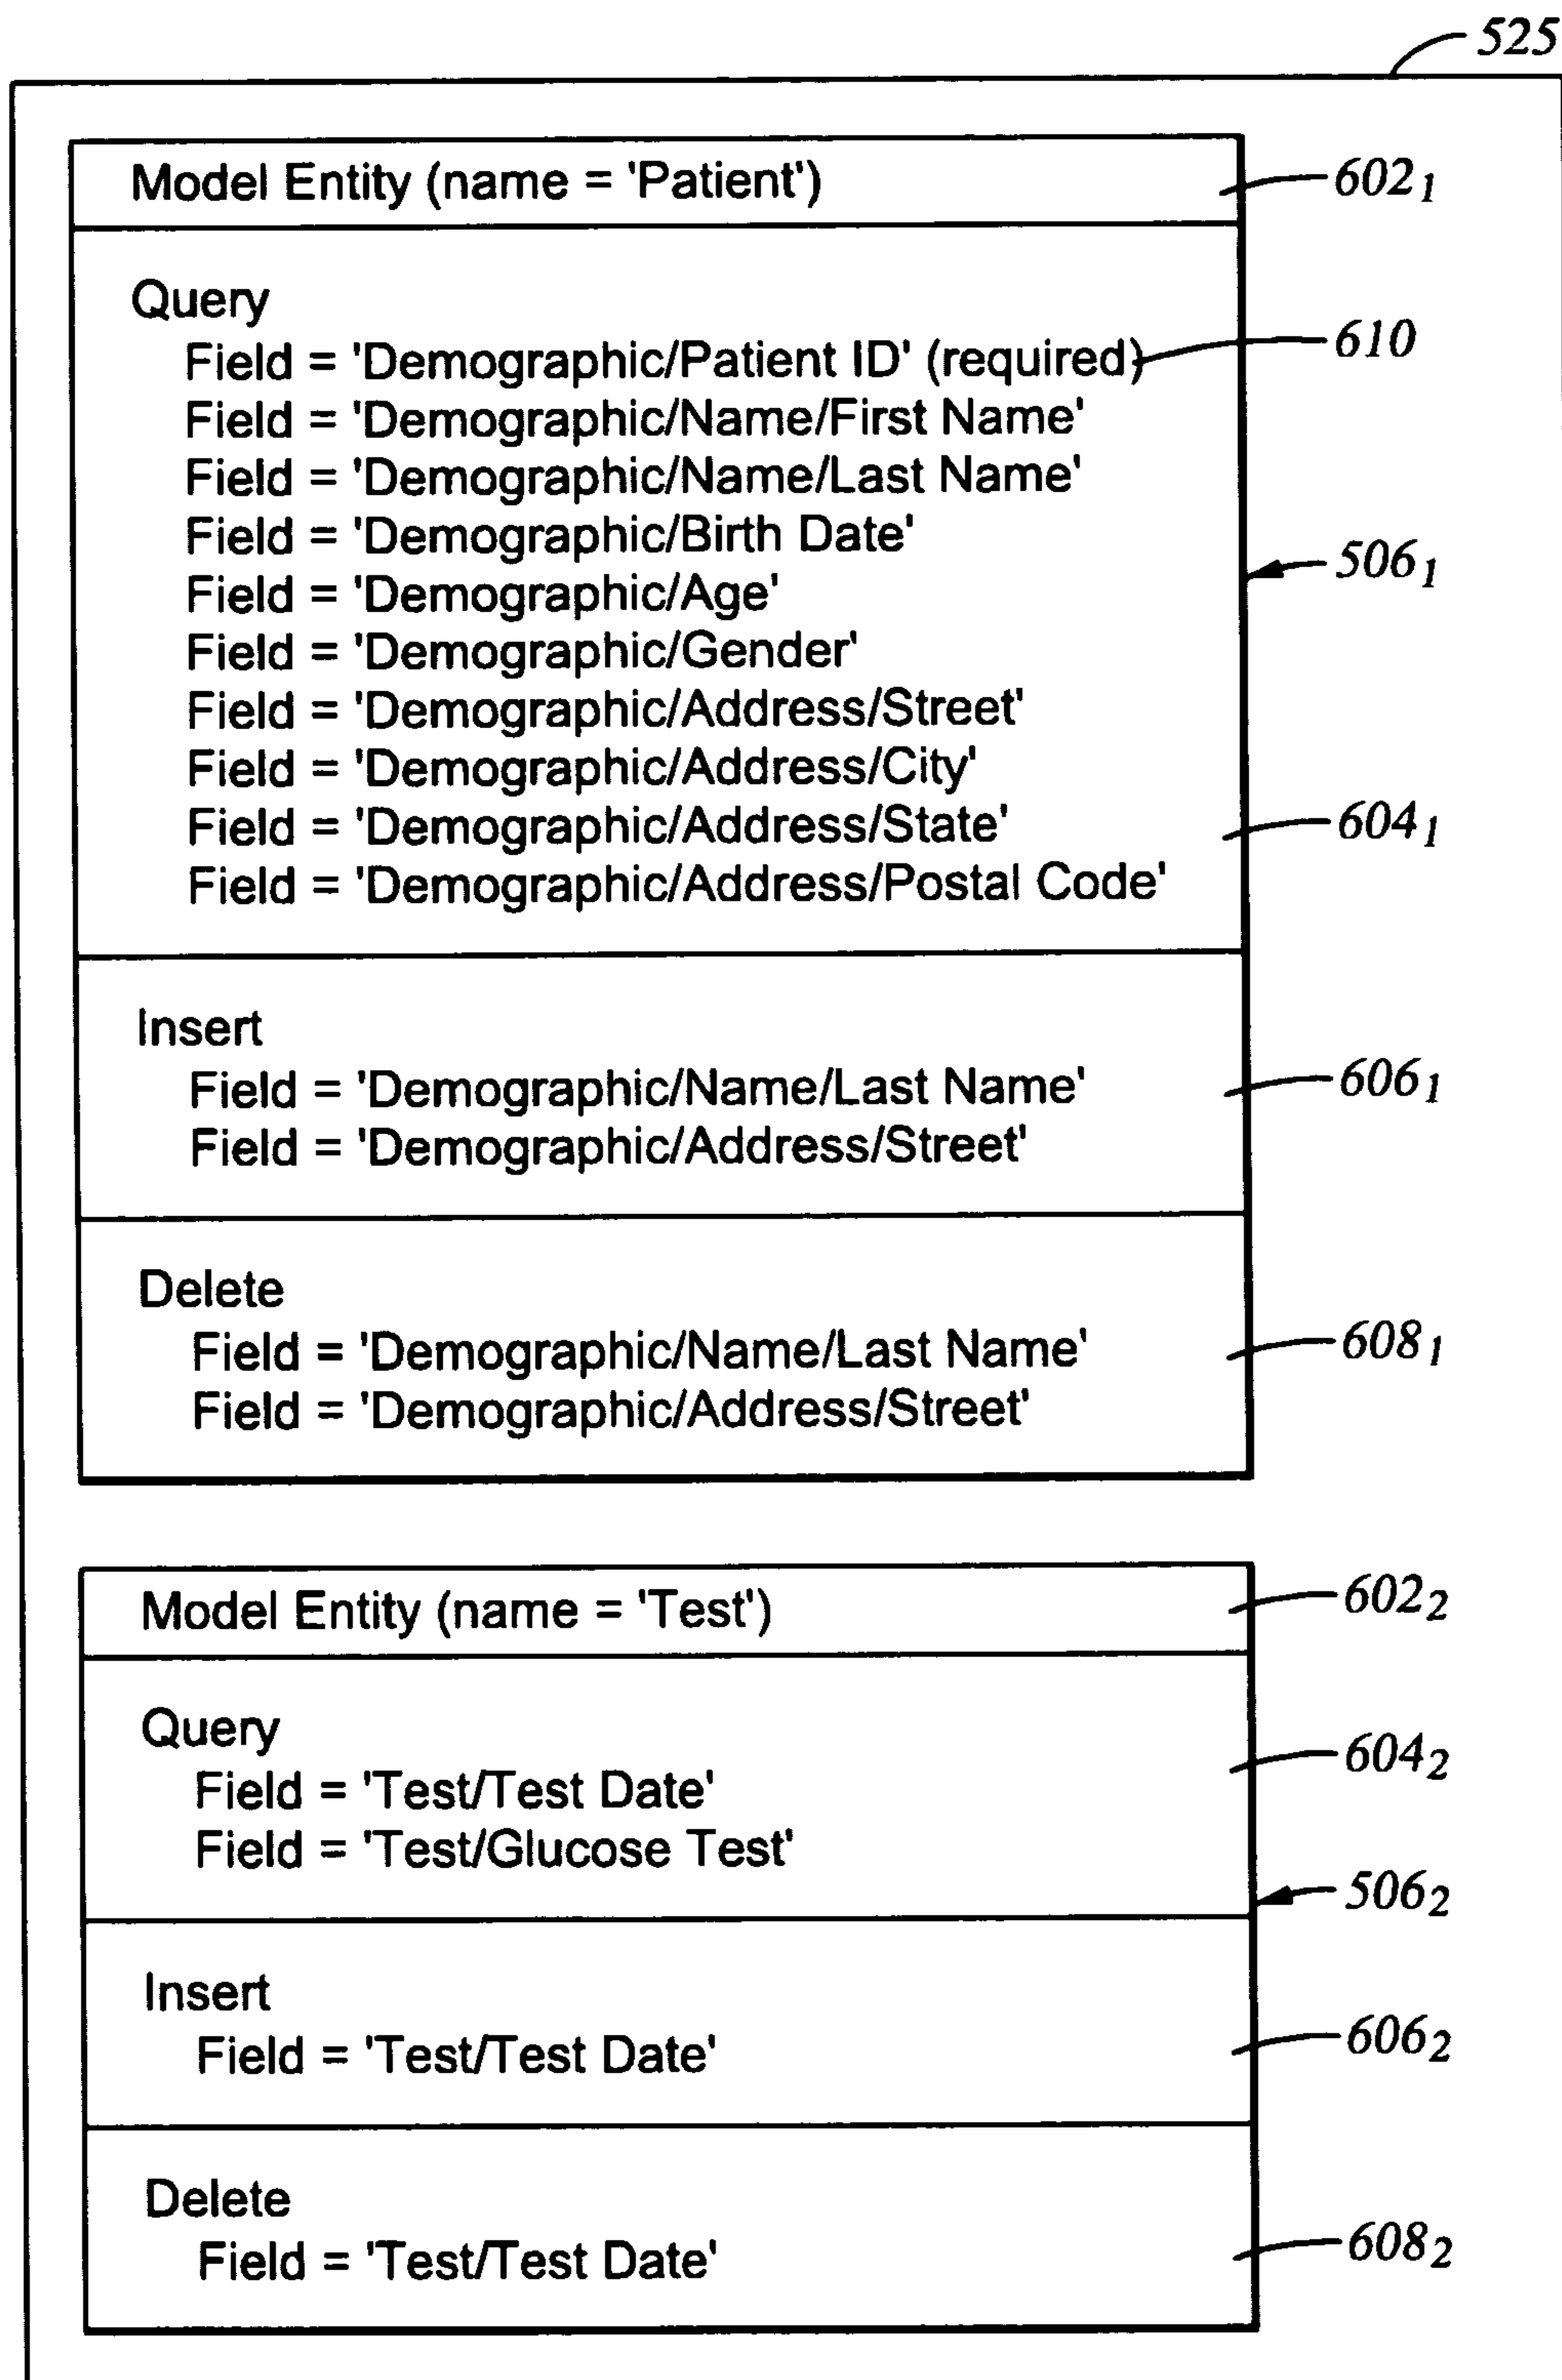 525
Model Entity (name = 'Patient') 602₁
Query
Field = 'Demographic/Patient ID' (required) 610
Field = 'Demographic/Name/First Name'
Field = 'Demographic/Name/Last Name'
Field = 'Demographic/Birth Date'
Field = 'Demographic/Age' 506₁
Field = 'Demographic/Gender'
Field = 'Demographic/Address/Street'
Field = 'Demographic/Address/City'
Field = 'Demographic/Address/State' 604₁
Field = 'Demographic/Address/Postal Code'
Insert
Field = 'Demographic/Name/Last Name' 606₁
Field = 'Demographic/Address/Street'
Delete
Field = 'Demographic/Name/Last Name' 608₁
Field = 'Demographic/Address/Street'
Model Entity (name = 'Test') 602₂
Query
Field = 'Test/Test Date' 604₂
Field = 'Test/Glucose Test'
506₂
Insert
Field = 'Test/Test Date' 606₂
Delete
Field = 'Test/Test Date' 608₂